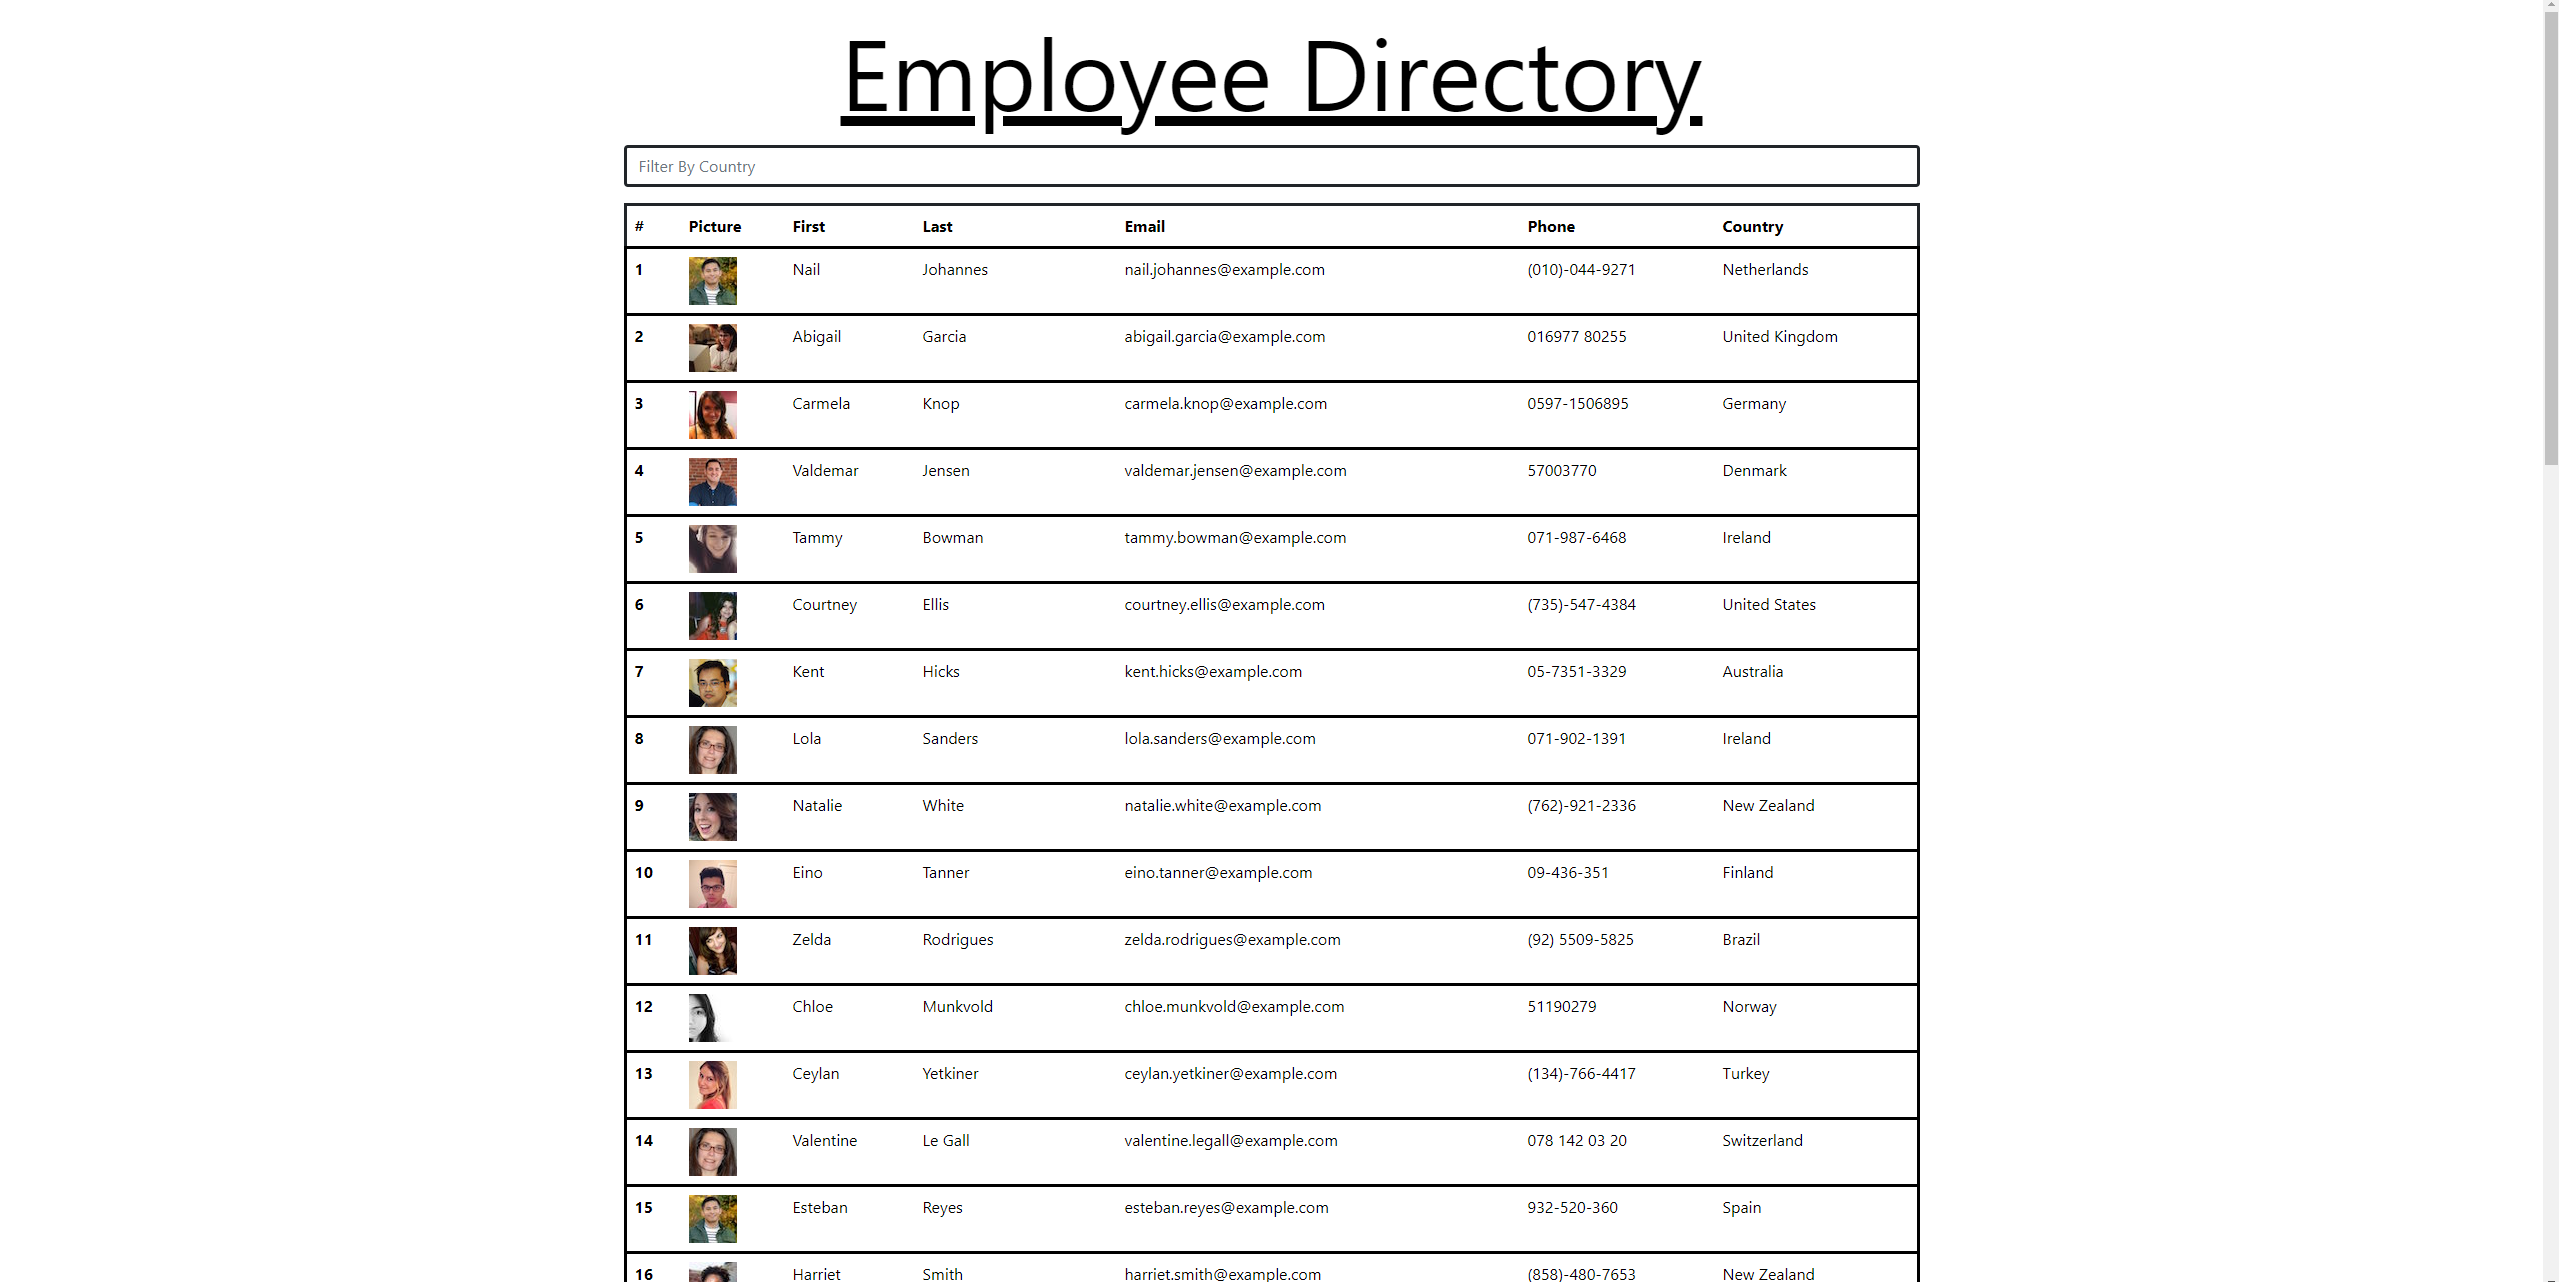 Employee Directory
Filter By Country
# Picture First Last Email Phone Country
1 Nail Johannes nail.johannes@example.com (010)-044-9271 Netherlands
2 Abigail Garcia abigail.garcia@example.com 016977 80255 United Kingdom
3 Carmela Knop carmela.knop@example.com 0597-1506895 Germany
4 Valdemar Jensen valdemar.jensen@example.com 57003770 Denmark
5 Tammy Bowman tammy.bowman@example.com 071-987-6468 Ireland
6 Courtney Ellis courtney.ellis@example.com (735)-547-4384 United States
7 Kent Hicks kent.hicks@example.com 05-7351-3329 Australia
8 Lola Sanders lola.sanders@example.com 071-902-1391 Ireland
9 Natalie White natalie.white@example.com (762)-921-2336 New Zealand
10 Eino Tanner eino.tanner@example.com 09-436-351 Finland
11 Zelda Rodrigues zelda.rodrigues@example.com (92) 5509-5825 Brazil
12 Chloe Munkvold chloe.munkvold@example.com 51190279 Norway
13 Ceylan Yetkiner ceylan.yetkiner@example.com (134)-766-4417 Turkey
14 Valentine Le Gall valentine.legall@example.com 078 142 03 20 Switzerland
15 Esteban Reyes esteban.reyes@example.com 932-520-360 Spain
16 Harriet Smith harriet.smith@example.com (858)-480-7653 New Zealand